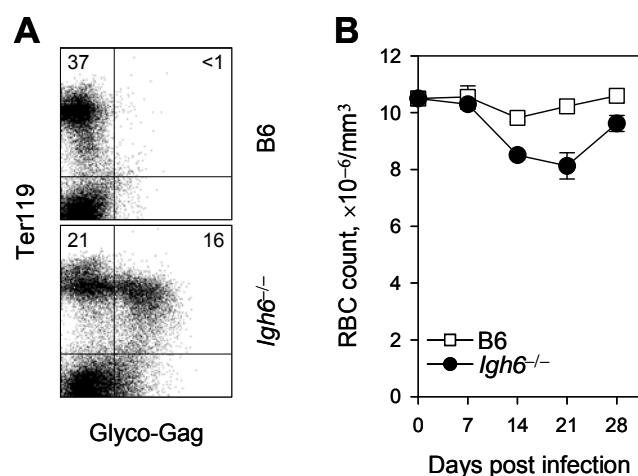 A
37
<1
B6
Ter119
21
16
Igh6–/–
Glyco-Gag
B
12
10
8
6
4
2
0
RBC count, ×10–6/mm3
B6
Igh6–/–
0
7
14
21
28
Days post infection